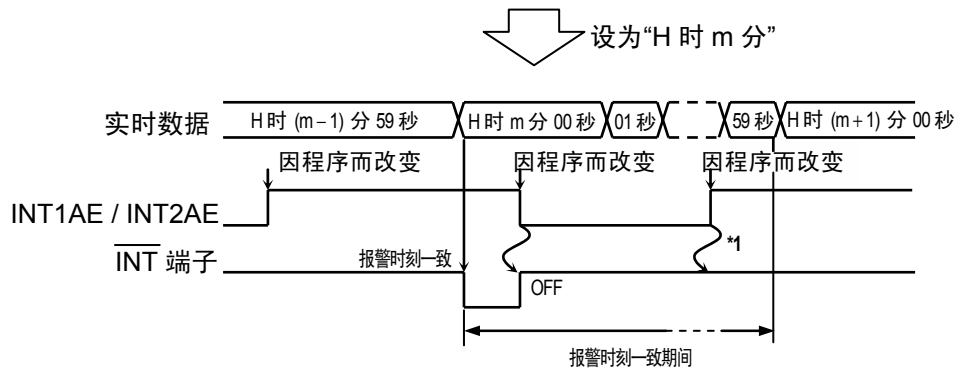 设为“H 时 m 分”
实时数据 H 时 (m − 1) 分 59 秒 H 时 m 分 00 秒 01 秒 59 秒 H 时 (m + 1) 分 00 秒
因程序而改变 因程序而改变 因程序而改变
INT1AE / INT2AE
*1
INT 端子 报警时刻一致
OFF
报警时刻一致期间